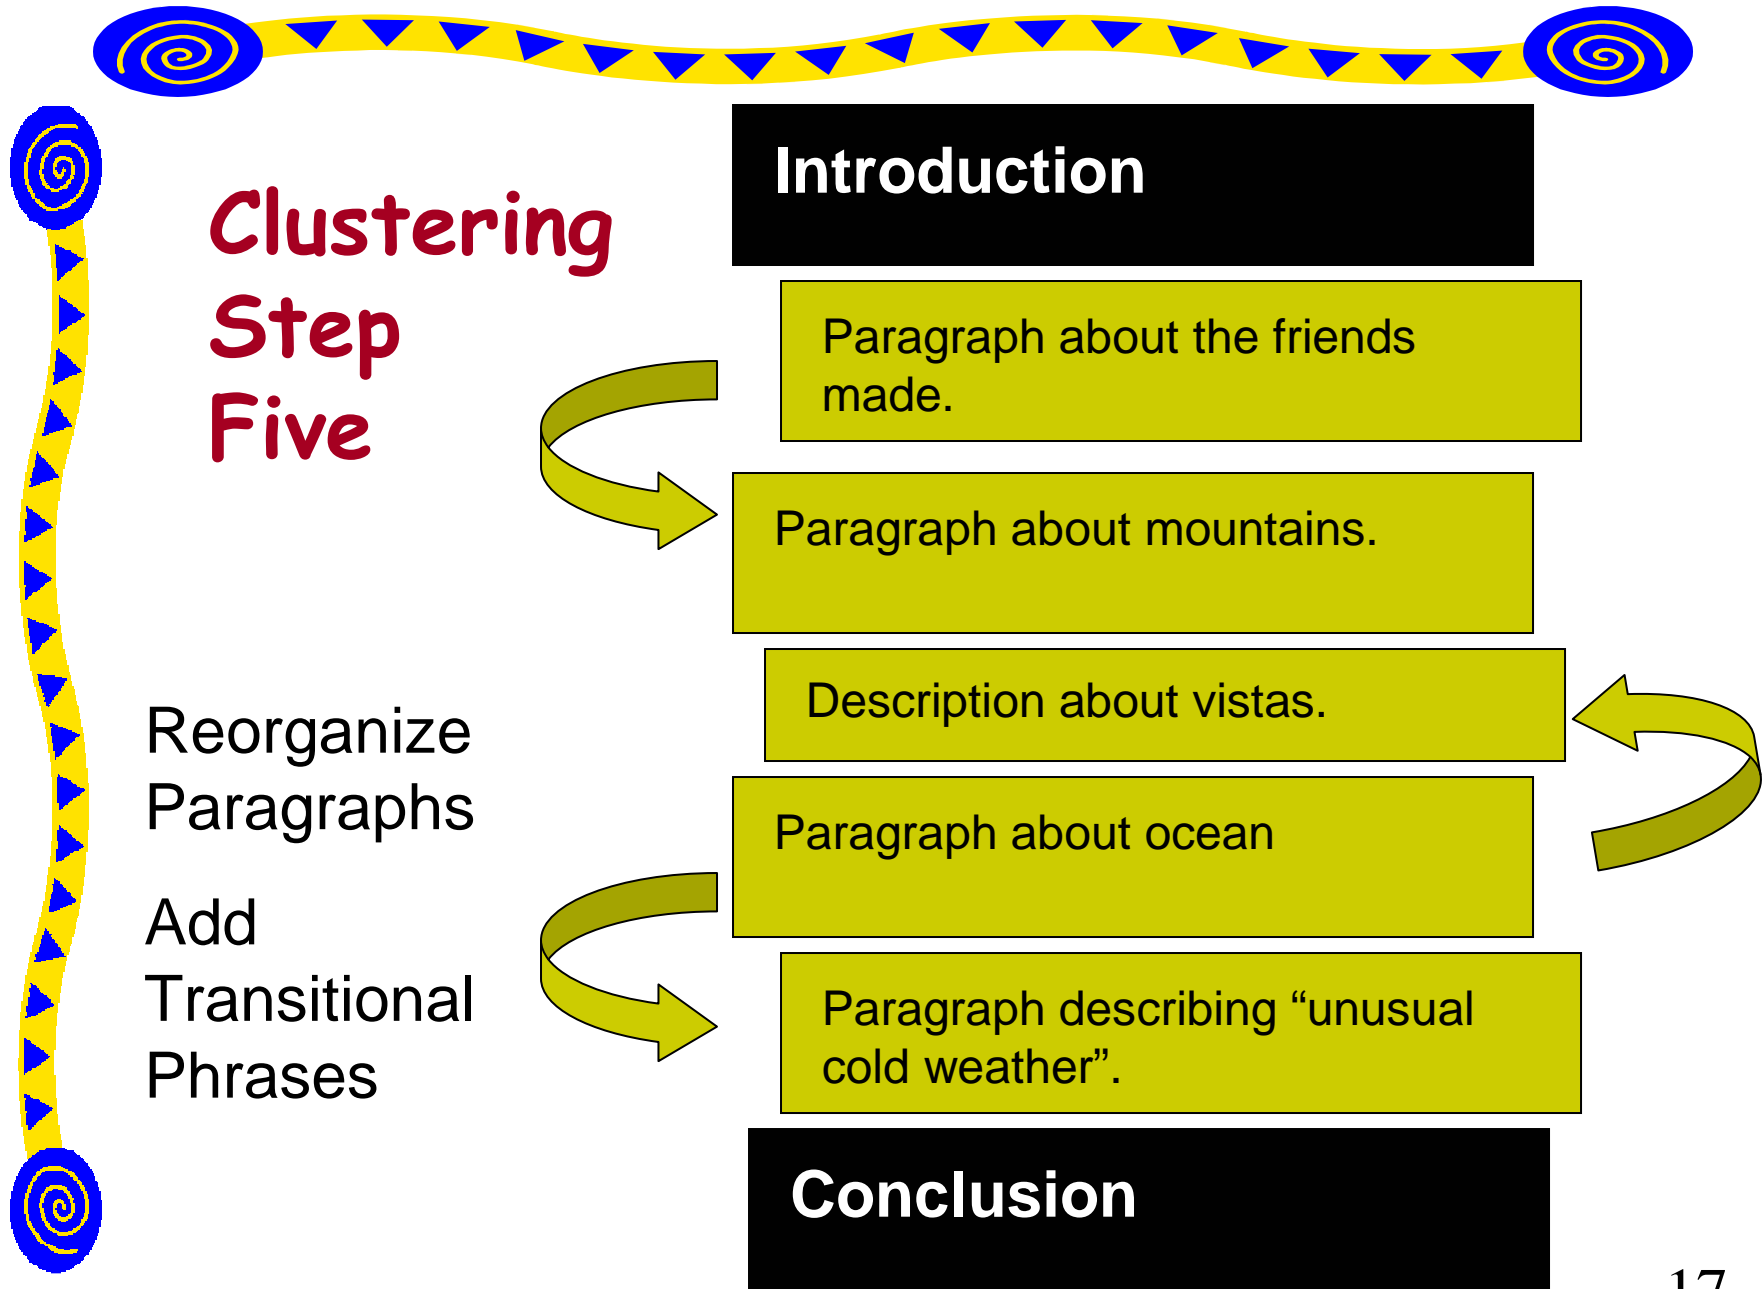 Clustering
Step
Five
Reorganize
Paragraphs
Add
Transitional
Phrases
Introduction
Paragraph about the friends
made.
Paragraph about mountains.
Description about vistas.
Paragraph about ocean
Paragraph describing “unusual
cold weather”.
Conclusion
17